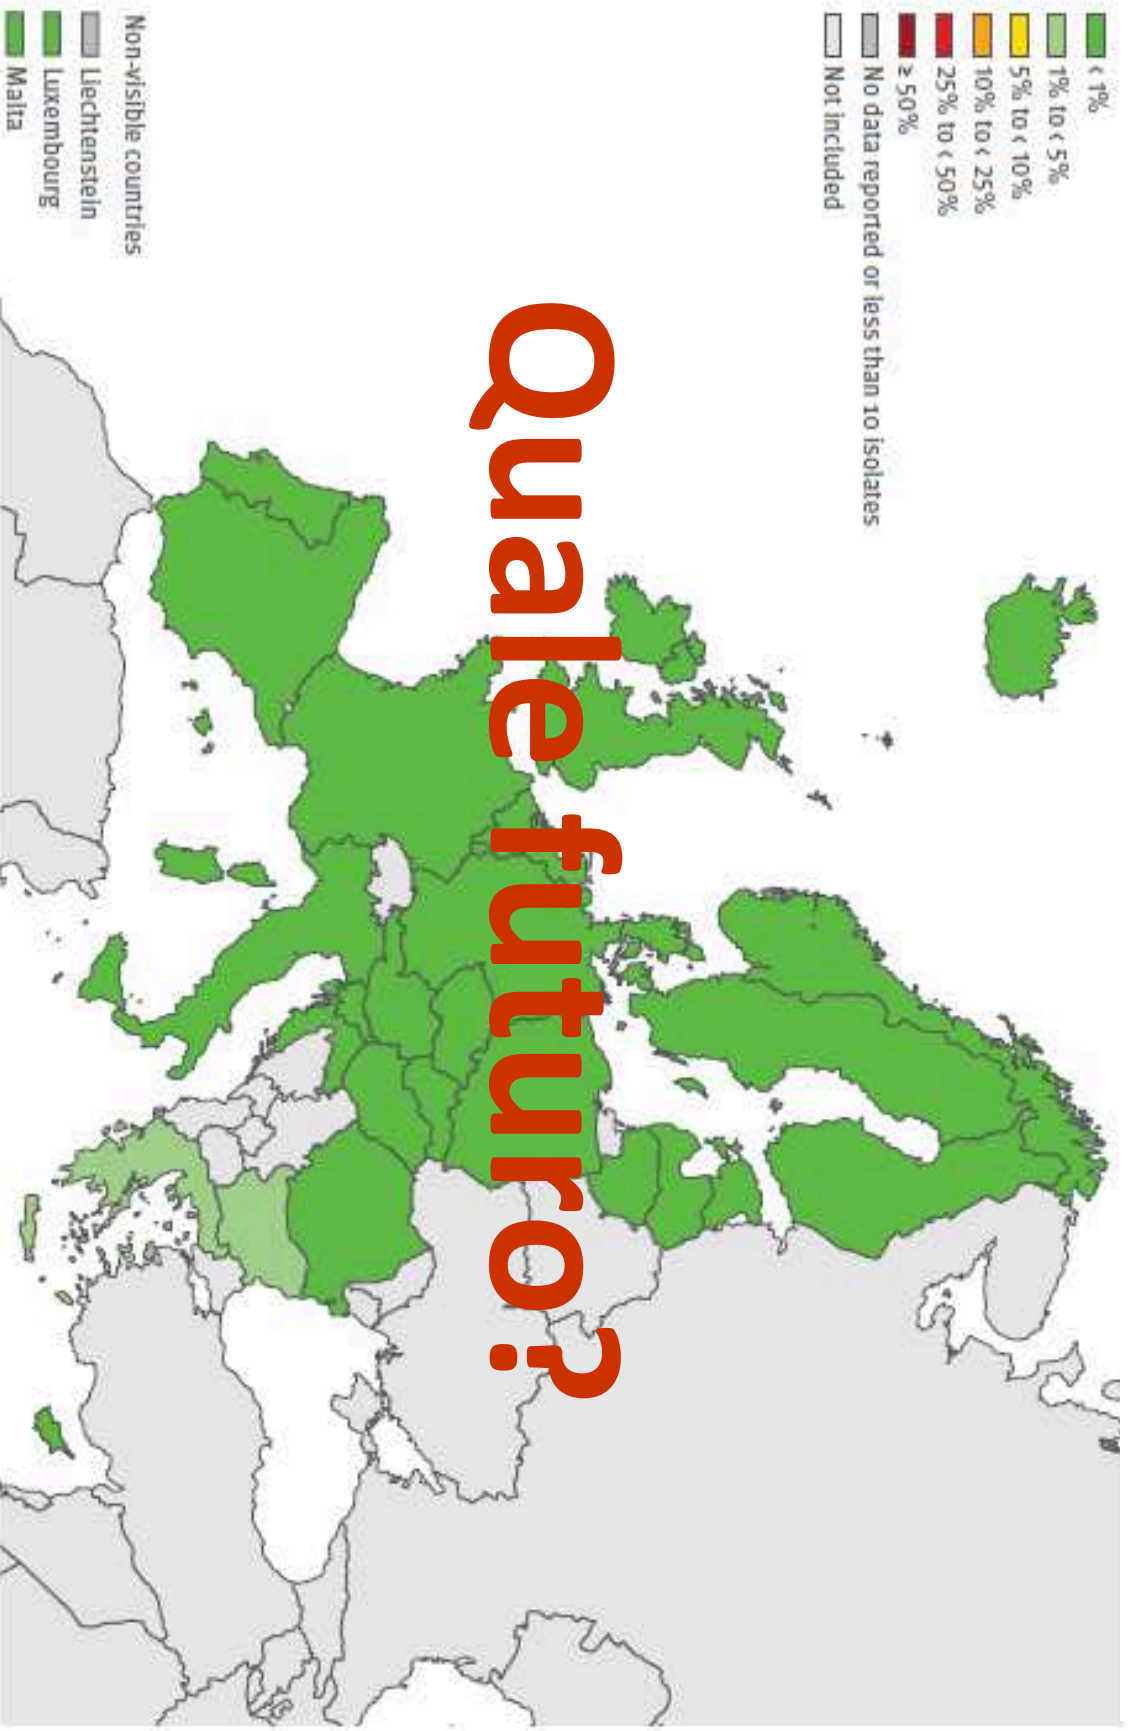 < 1%
1% to < 5%
5% to < 10%
10% to < 25%
25% to < 50%
≥ 50%
No data reported or less than 10 isolates
Not included
Quale futuro?
Non-visible countries
Liechtenstein
Luxembourg
Malta